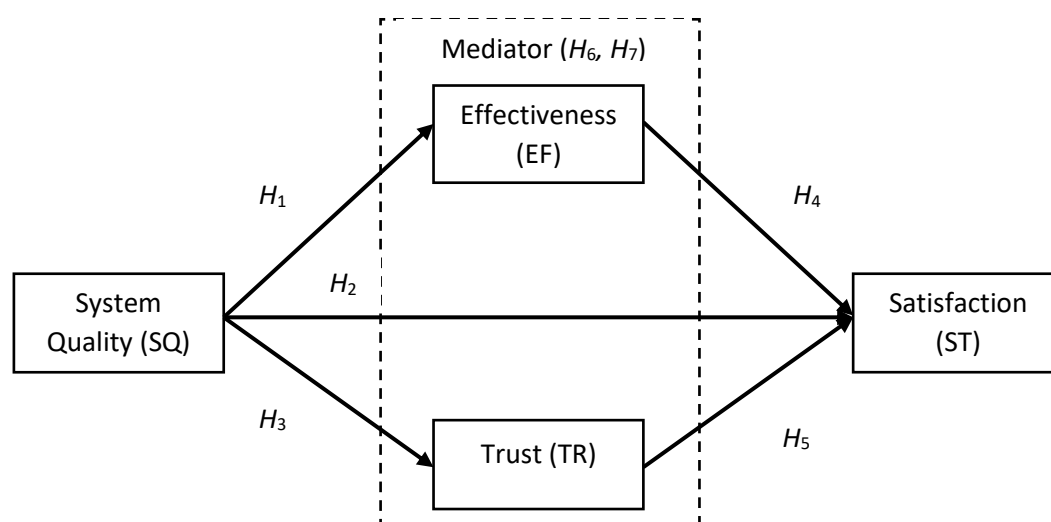 Mediator (H6, H7)
Effectiveness
(EF)
H1
H4
H2
System
Quality (SQ)
Satisfaction
(ST)
H3
Trust (TR)
H5